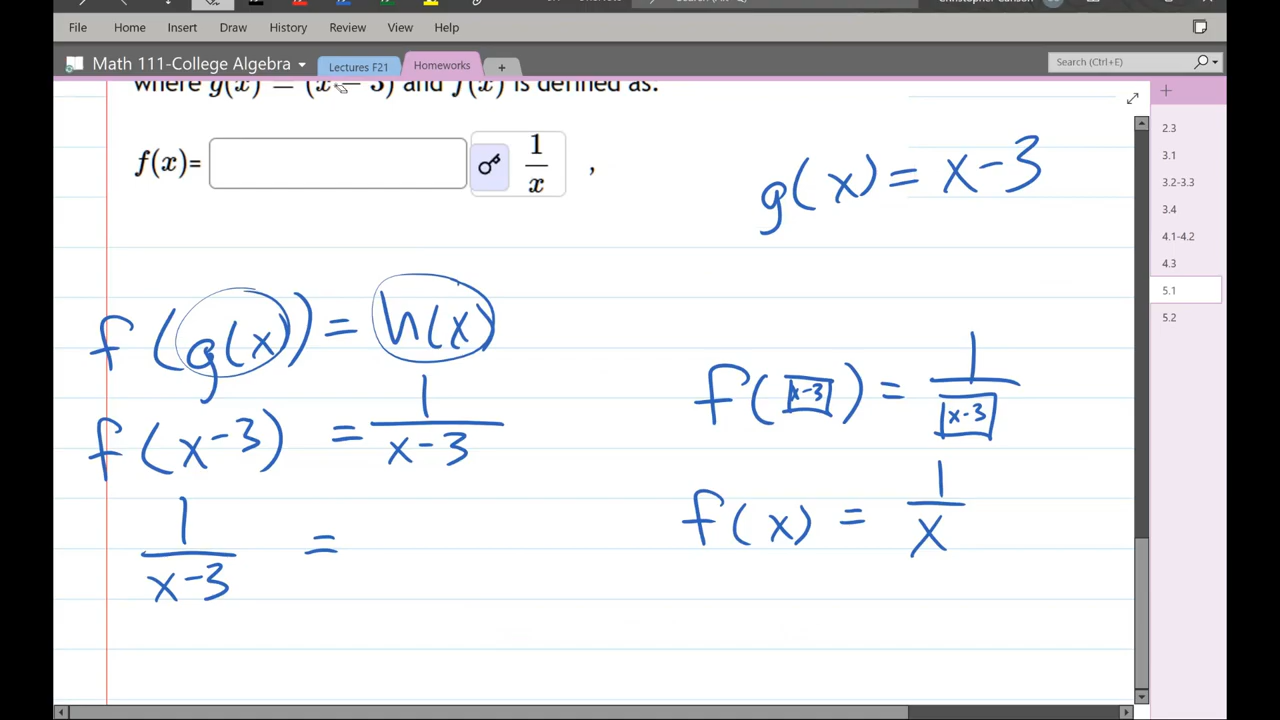 File Home Insert Draw History Review View Help
Math 111-College Algebra Lectures F21 Homeworks + Search (Ctrl+E)
where g(x) = (x − 3) and f(x) is defined as:
f(x)= 1/x ,
g(x) = x-3
f(g(x)) = h(x)
f(x-3) = 1/(x-3)
1/(x-3) =
f(x-3) = 1/(x-3)
f(x) = 1/x
2.3
3.1
3.2-3.3
3.4
4.1-4.2
4.3
5.1
5.2